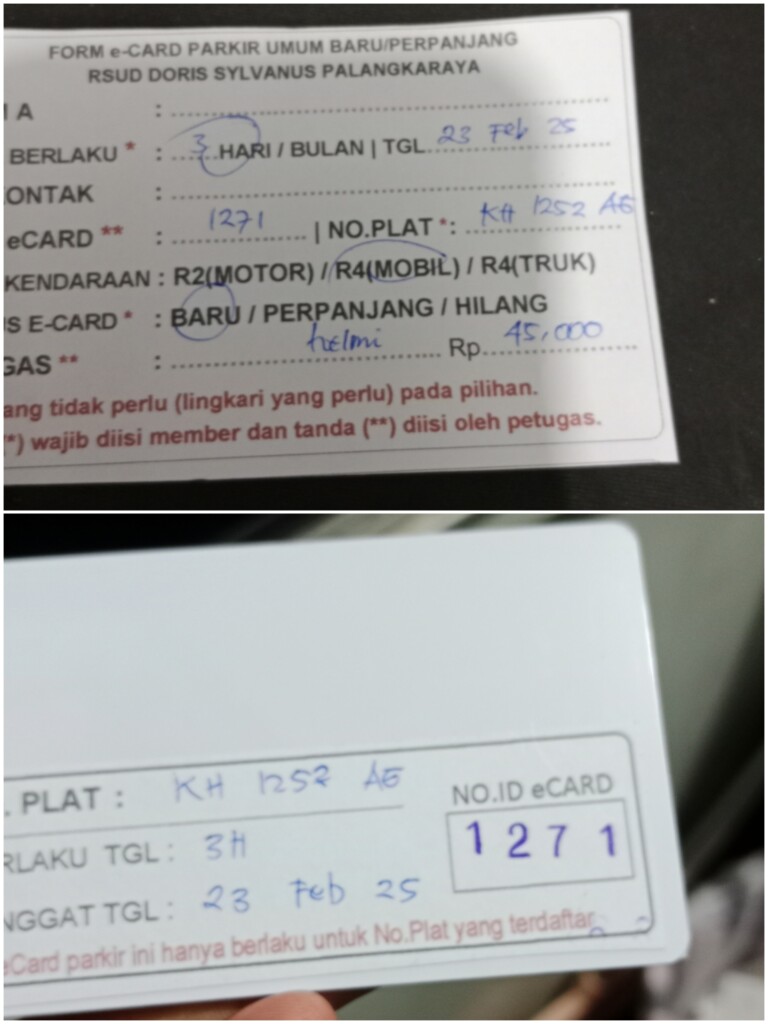 FORM e-CARD PARKIR UMUM BARU/PERPANJANG
RSUD DORIS SYLVANUS PALANGKARAYA
A :
BERLAKU * : 3 HARI / BULAN | TGL. 23 Feb 25
ONTAK :
eCARD ** : 1271 | NO.PLAT *: KH 1252 AE
KENDARAAN : R2(MOTOR) / R4(MOBIL) / R4(TRUK)
S E-CARD * : BARU / PERPANJANG / HILANG
GAS ** : helmi Rp. 45,000
ang tidak perlu (lingkari yang perlu) pada pilihan.
(*) wajib diisi member dan tanda (**) diisi oleh petugas.
. PLAT : KH 1252 AE
NO.ID eCARD
1271
RLAKU TGL : 3H
NGGAT TGL : 23 Feb 25
eCard parkir ini hanya berlaku untuk No.Plat yang terdaftar